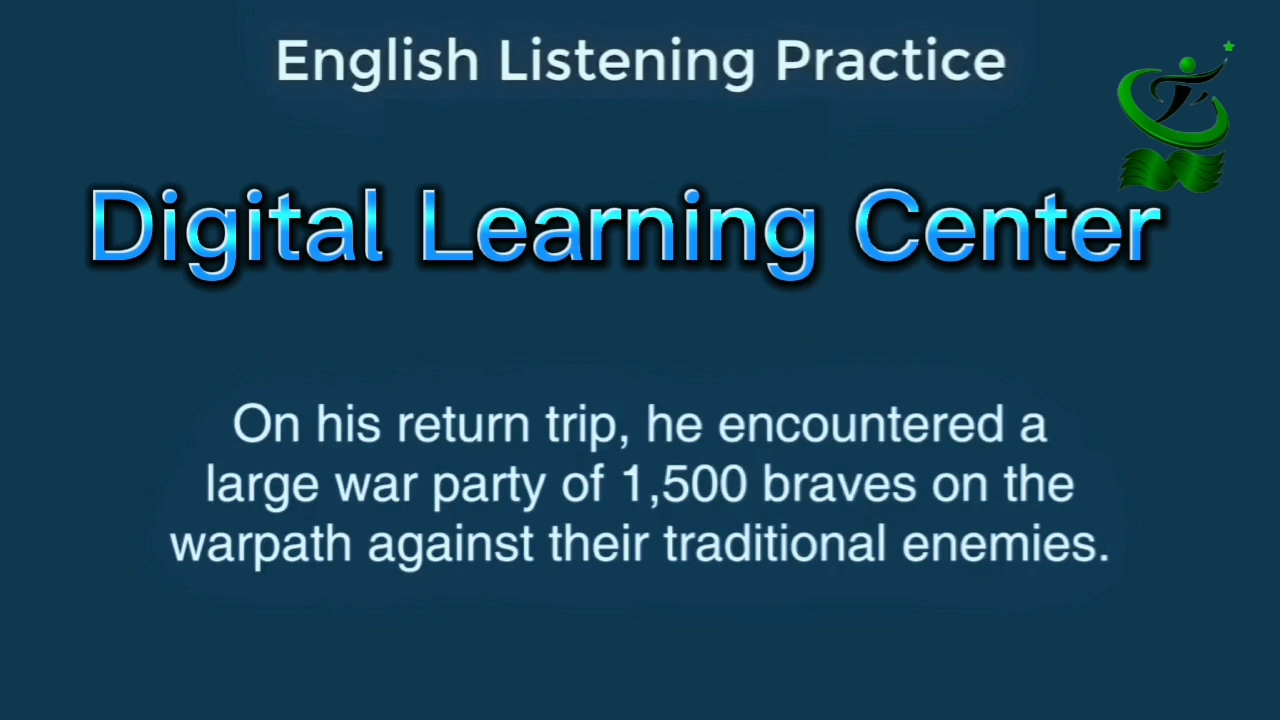 English Listening Practice
Digital Learning Center
On his return trip, he encountered a
large war party of 1,500 braves on the
warpath against their traditional enemies.